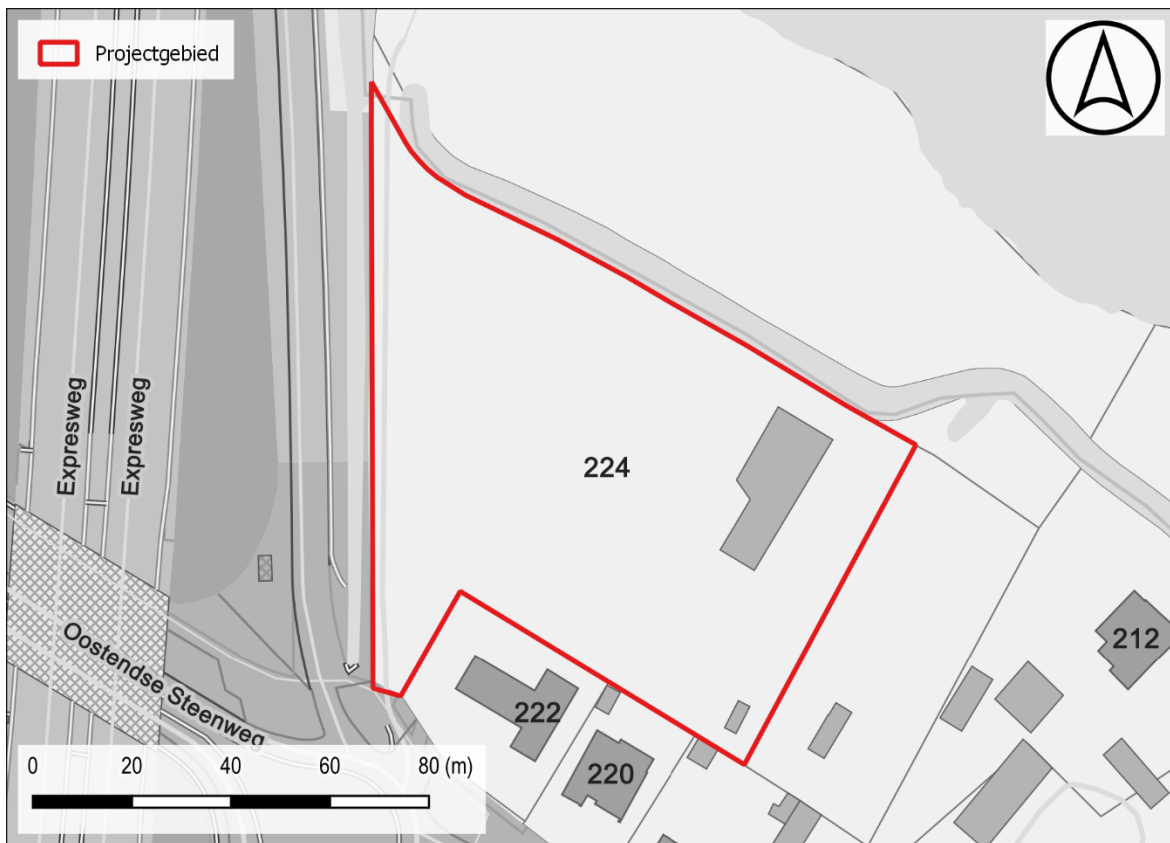 Projectgebied
Expresweg
Expresweg
224
212
Oostendse Steenweg
222
220
0 20 40 60 80 (m)